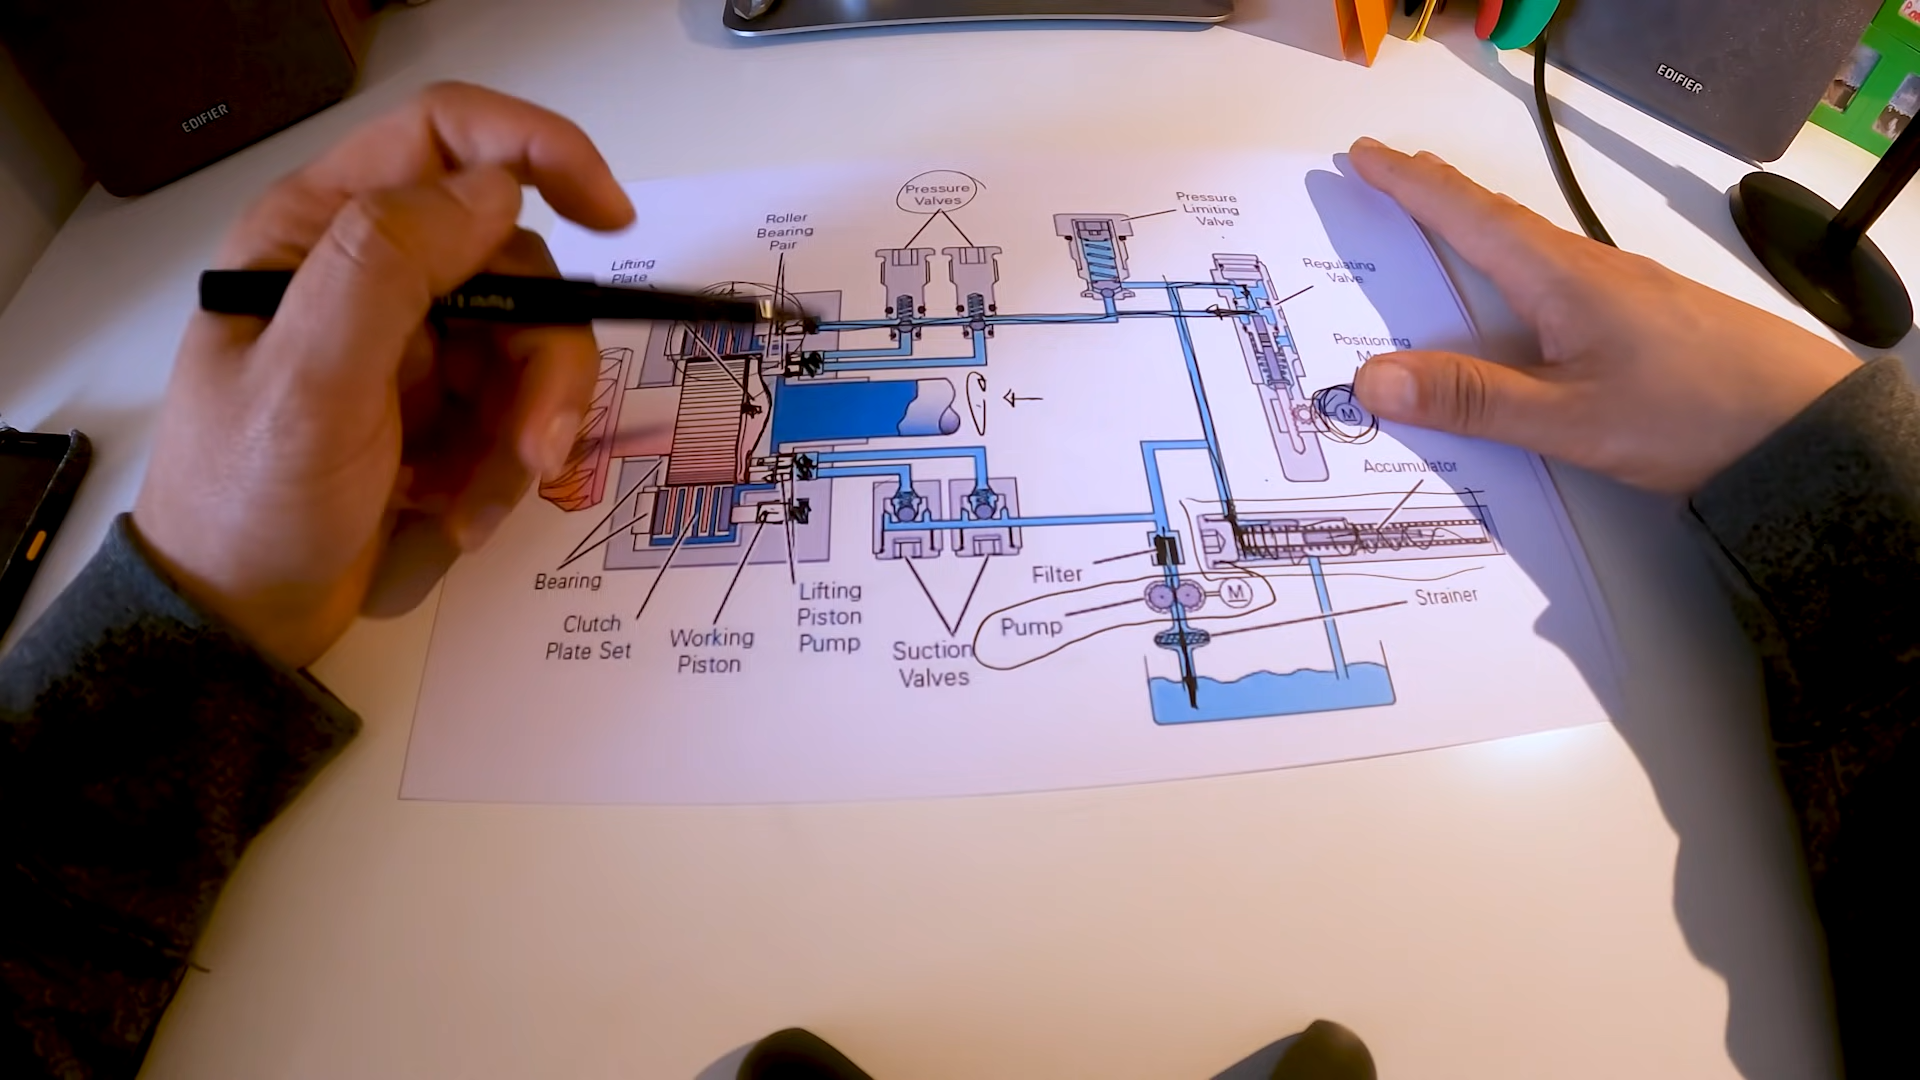 EDIFIER
EDIFIER
Pressure
Valves
Pressure
Limiting
Valve
Roller
Bearing
Pair
Lifting
Plate
Regulating
Valve
Positioning
M
Accumulator
Bearing
Clutch
Plate Set
Working
Piston
Lifting
Piston
Pump
Suction
Valves
Filter
Pump
M
Strainer